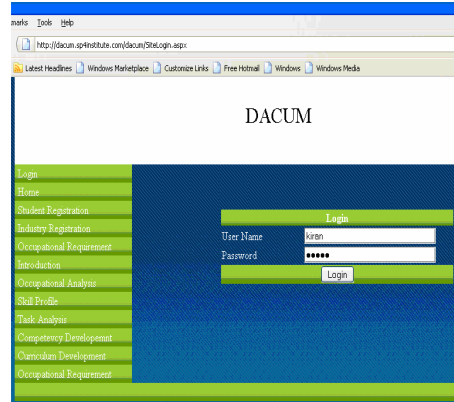 marks Tools Help
http://dacum.sp4institute.com/dacum/SiteLogin.aspx
Latest Headlines Windows Marketplace Customize Links Free Hotmail Windows Windows Media
DACUM
Login
Home
Student Registration
Industry Registration
Occupational Requirement
Introduction
Occupational Analysis
Skill Profile
Task Analysis
Competevcy Developemnt
Curriculum Development
Occupational Requirement
Login
User Name kiran
Password •••••
Login